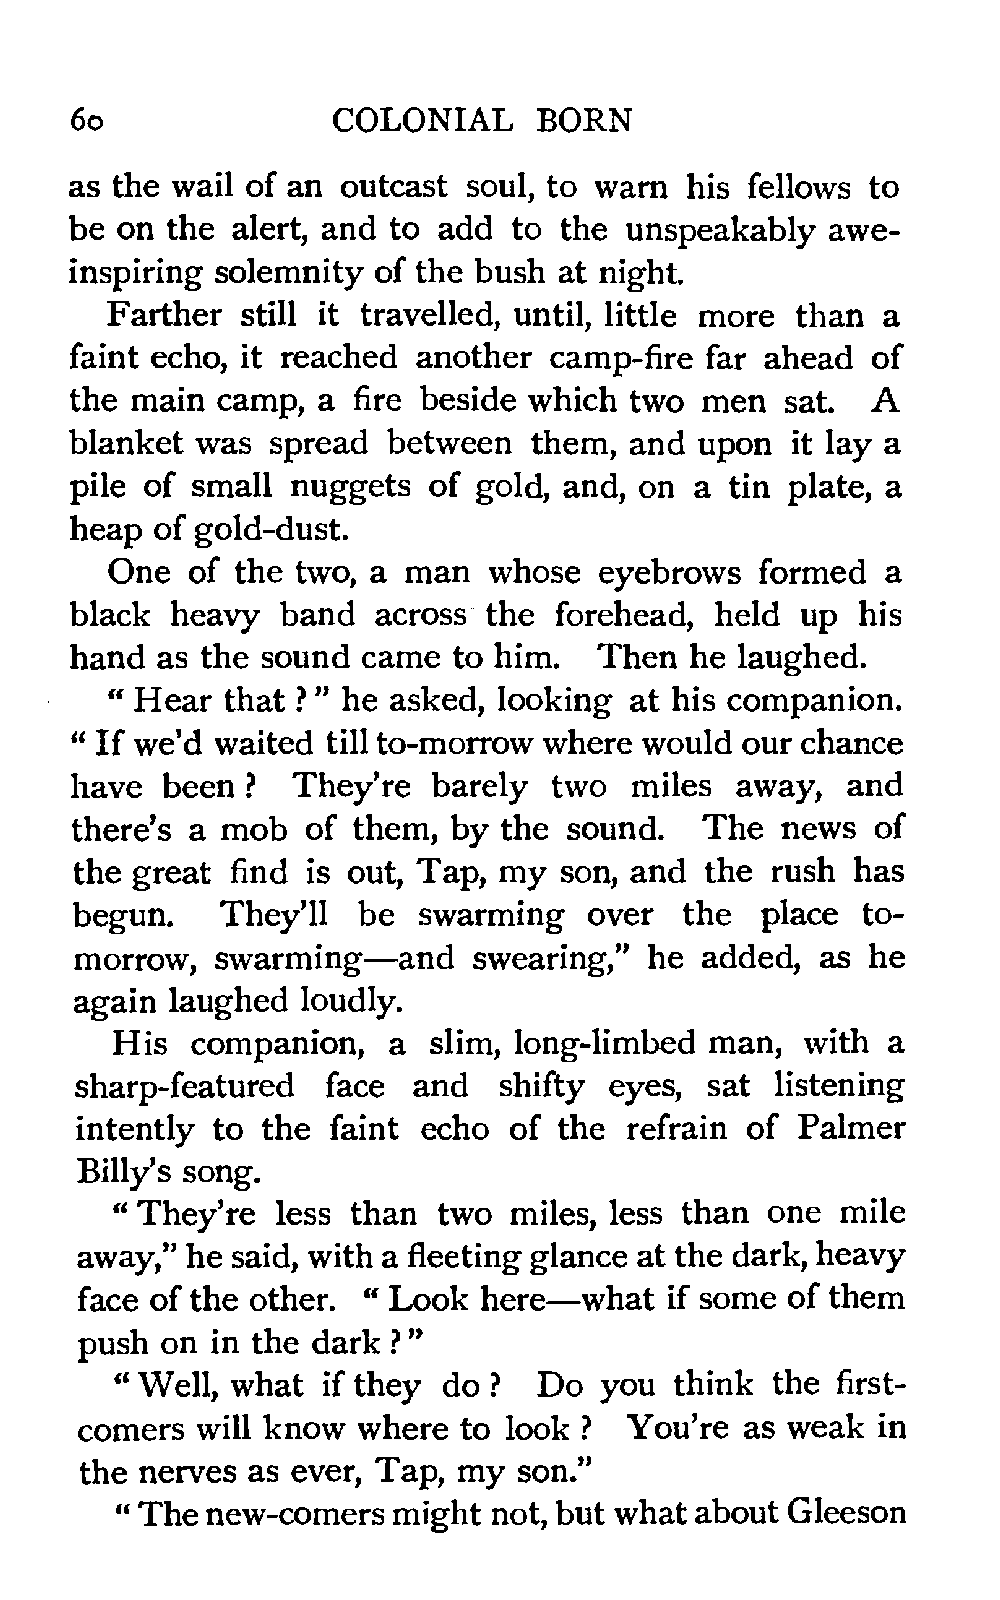 60 COLONIAL BORN
as the wail of an outcast soul, to warn his fellows to
be on the alert, and to add to the unspeakably awe-
inspiring solemnity of the bush at night.
Farther still it travelled, until, little more than a
faint echo, it reached another camp-fire far ahead of
the main camp, a fire beside which two men sat. A
blanket was spread between them, and upon it lay a
pile of small nuggets of gold, and, on a tin plate, a
heap of gold-dust.
One of the two, a man whose eyebrows formed a
black heavy band across the forehead, held up his
hand as the sound came to him. Then he laughed.
“ Hear that ? ” he asked, looking at his companion.
“ If we'd waited till to-morrow where would our chance
have been ? They're barely two miles away, and
there's a mob of them, by the sound. The news of
the great find is out, Tap, my son, and the rush has
begun. They'll be swarming over the place to-
morrow, swarming—and swearing,” he added, as he
again laughed loudly.
His companion, a slim, long-limbed man, with a
sharp-featured face and shifty eyes, sat listening
intently to the faint echo of the refrain of Palmer
Billy's song.
“ They're less than two miles, less than one mile
away,” he said, with a fleeting glance at the dark, heavy
face of the other. “ Look here—what if some of them
push on in the dark ? ”
“ Well, what if they do ? Do you think the first-
comers will know where to look ? You're as weak in
the nerves as ever, Tap, my son.”
“ The new-comers might not, but what about Gleeson